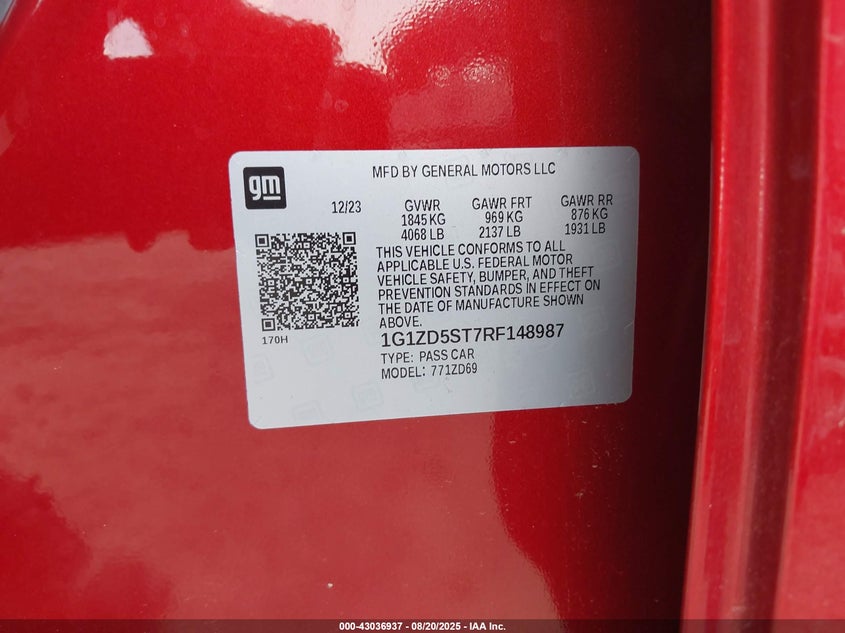 gm
MFD BY GENERAL MOTORS LLC
12/23
GVWR GAWR FRT GAWR RR
1845 KG 969 KG 876 KG
4068 LB 2137 LB 1931 LB
THIS VEHICLE CONFORMS TO ALL
APPLICABLE U.S. FEDERAL MOTOR
VEHICLE SAFETY, BUMPER, AND THEFT
PREVENTION STANDARDS IN EFFECT ON
THE DATE OF MANUFACTURE SHOWN
ABOVE.
170H
1G1ZD5ST7RF148987
TYPE: PASS CAR
MODEL: 771ZD69
000-43036937 - 08/20/2025 - IAA Inc.